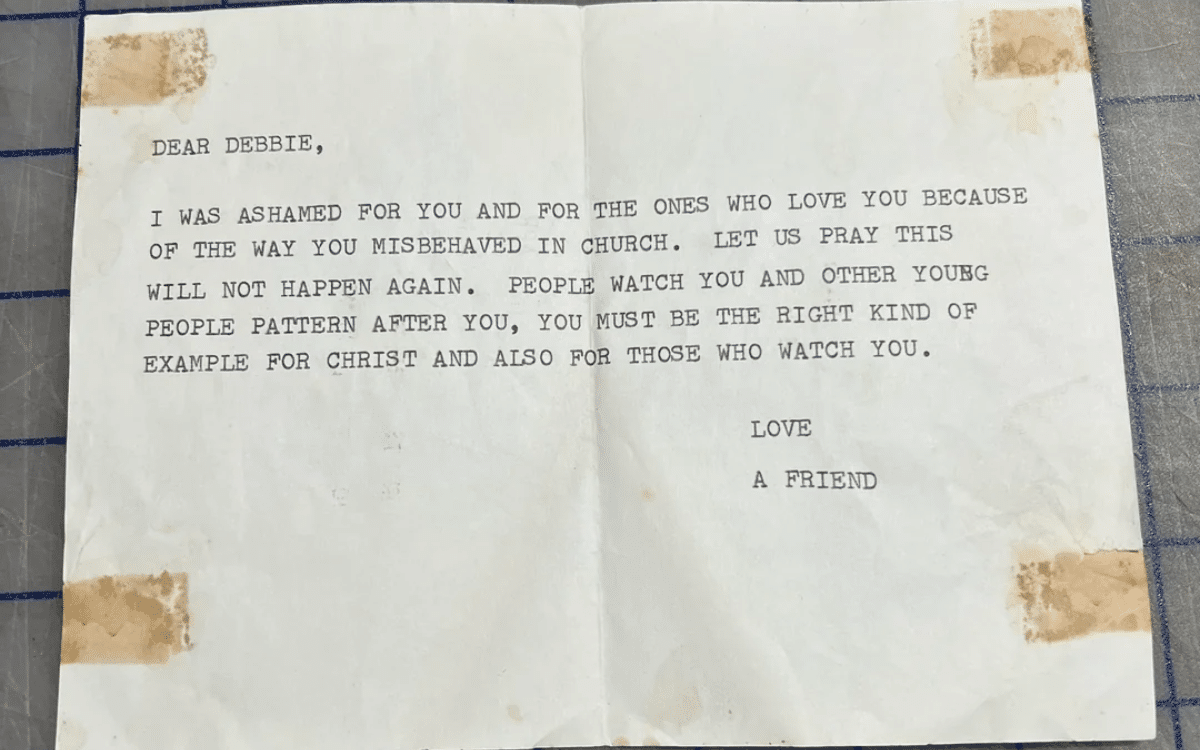 DEAR DEBBIE,
I WAS ASHAMED FOR YOU AND FOR THE ONES WHO LOVE YOU BECAUSE
OF THE WAY YOU MISBEHAVED IN CHURCH. LET US PRAY THIS
WILL NOT HAPPEN AGAIN. PEOPLE WATCH YOU AND OTHER YOUNG
PEOPLE PATTERN AFTER YOU, YOU MUST BE THE RIGHT KIND OF
EXAMPLE FOR CHRIST AND ALSO FOR THOSE WHO WATCH YOU.
LOVE
A FRIEND